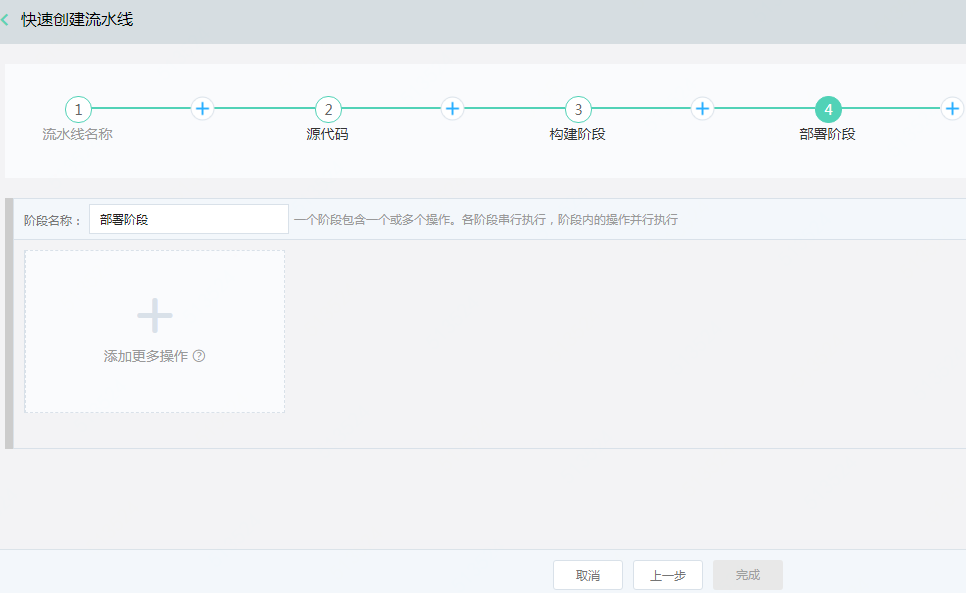 快速创建流水线
1
2
3
4
流水线名称
源代码
构建阶段
部署阶段
阶段名称：
部署阶段
一个阶段包含一个或多个操作。各阶段串行执行，阶段内的操作并行执行
添加更多操作 ?
取消
上一步
完成